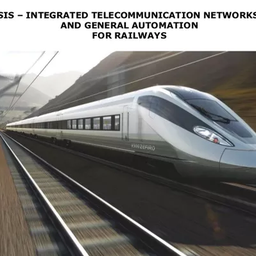 SIS – INTEGRATED TELECOMMUNICATION NETWORKS
AND GENERAL AUTOMATION
FOR RAILWAYS